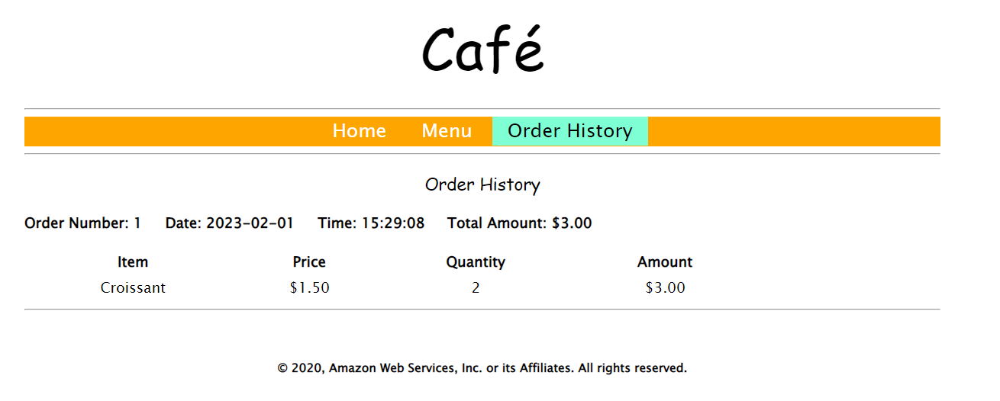 Café
Home Menu Order History
Order History
Order Number: 1 Date: 2023-02-01 Time: 15:29:08 Total Amount: $3.00
Item Price Quantity Amount
Croissant $1.50 2 $3.00
© 2020, Amazon Web Services, Inc. or its Affiliates. All rights reserved.